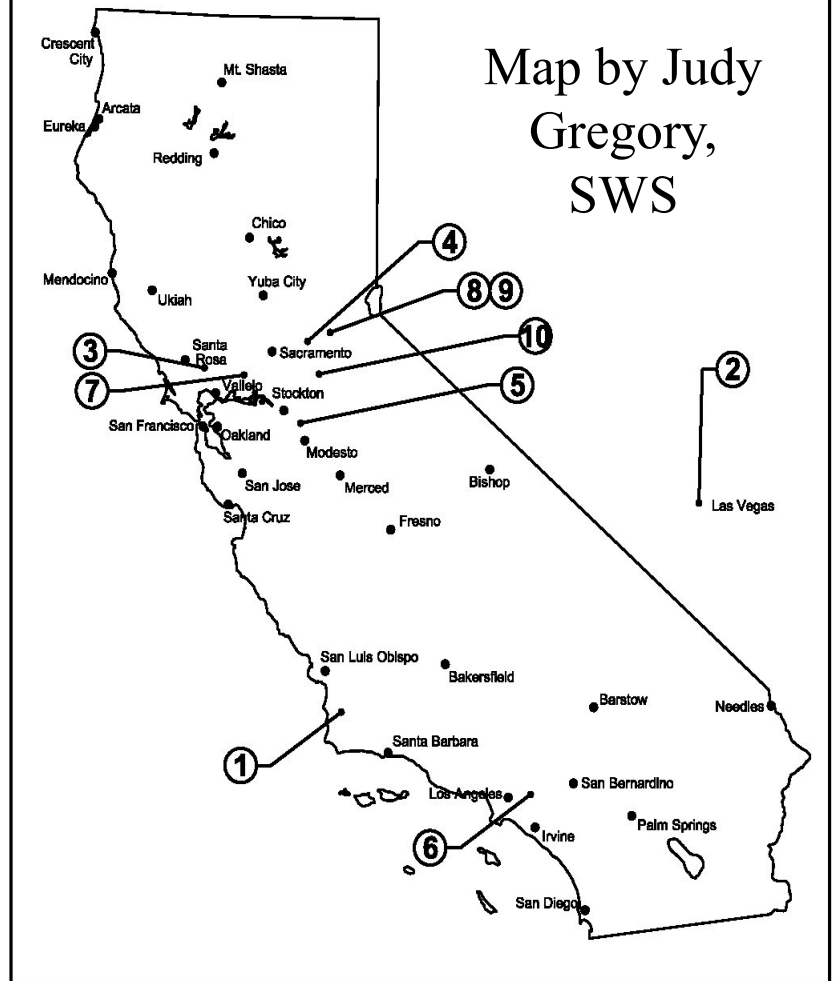 Map by Judy
Gregory,
SWS
Crescent
City
Mt. Shasta
Arcata
Eureka
Redding
Chico
4
Mendocino
Yuba City
8 9
Ukiah
10
3
Santa
Rosa
Sacramento
2
7
Vallejo
Stockton
5
San Francisco
Oakland
Modesto
San Jose
Merced
Bishop
Las Vegas
Santa Cruz
Fresno
San Luis Obispo
Bakersfield
Barstow
Needles
1
Santa Barbara
Los Angeles
San Bernardino
6
Irvine
Palm Springs
San Diego